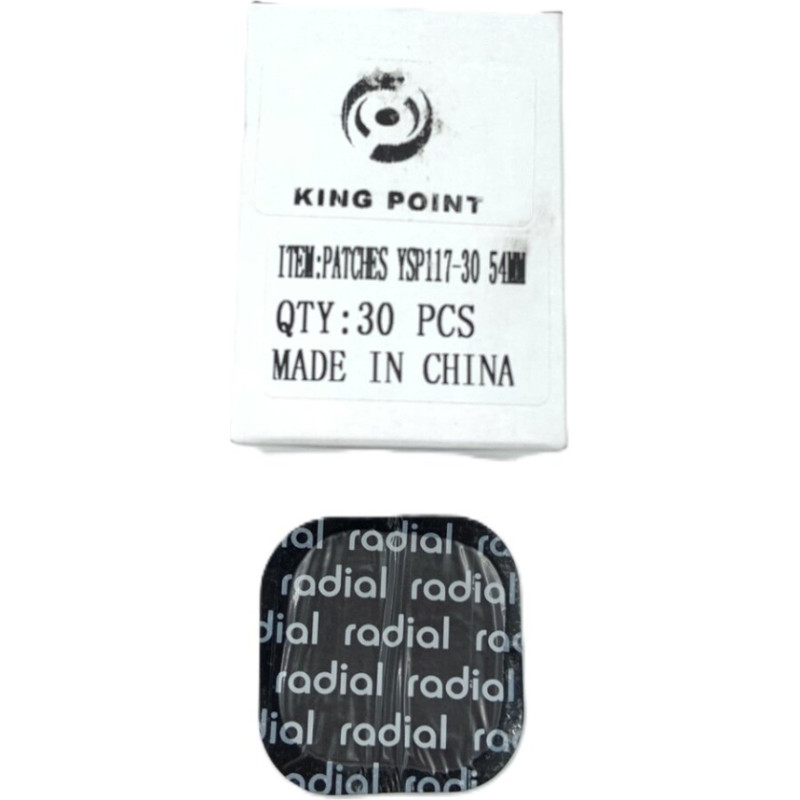 KING POINT
ITEM:PATCHES YSP117-30 54MM
QTY:30 PCS
MADE IN CHINA
radial
radial radial
radial
radial radial
radial
radial